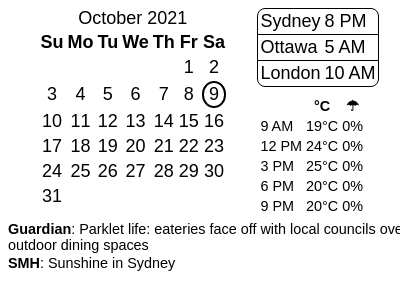 October 2021
Su Mo Tu We Th Fr Sa
1 2
3 4 5 6 7 8 9
10 11 12 13 14 15 16
17 18 19 20 21 22 23
24 25 26 27 28 29 30
31
Sydney 8 PM
Ottawa 5 AM
London 10 AM
°C ☂
9 AM 19°C 0%
12 PM 24°C 0%
3 PM 25°C 0%
6 PM 20°C 0%
9 PM 20°C 0%
Guardian: Parklet life: eateries face off with local councils ove
outdoor dining spaces
SMH: Sunshine in Sydney